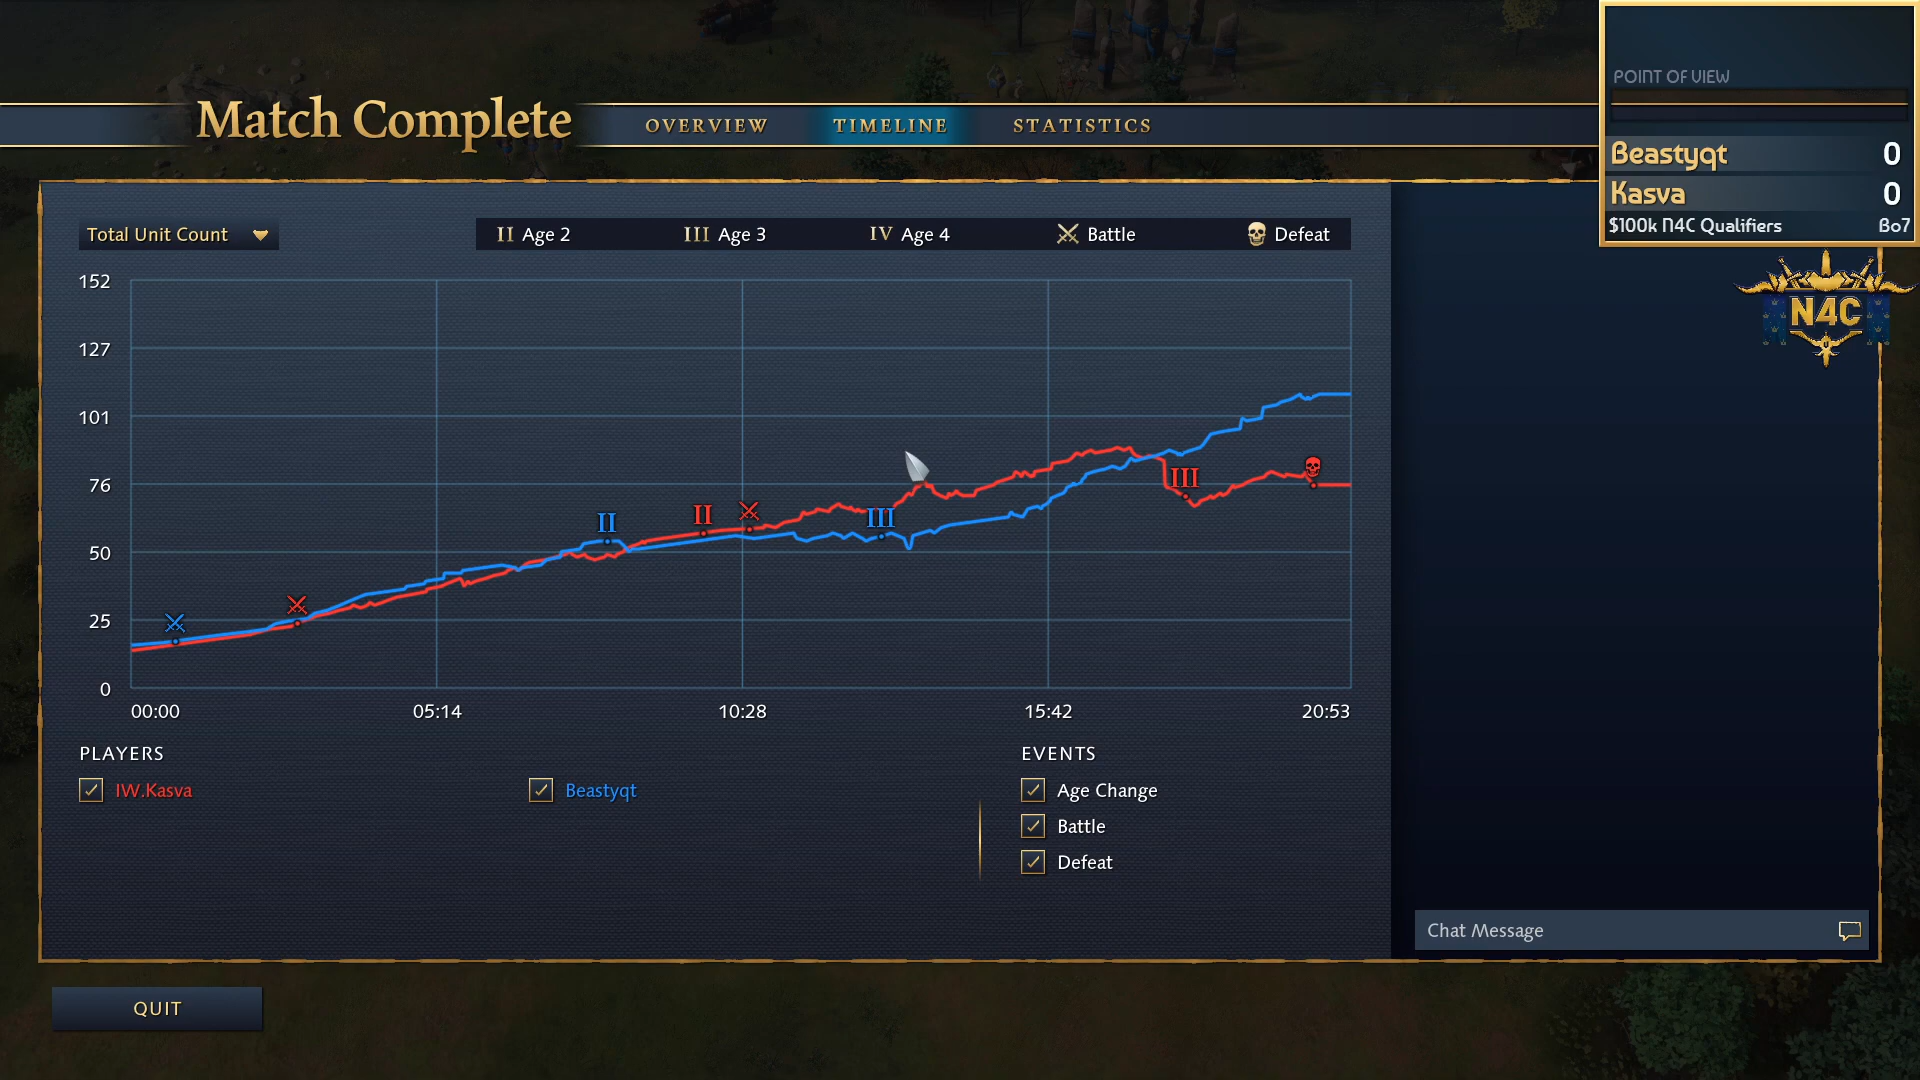 POINT OF VIEW
Match Complete
OVERVIEW
TIMELINE
STATISTICS
Beastyqt 0
Kasva 0
$100k N4C Qualifiers Bo7
N4C
Total Unit Count
II Age 2
III Age 3
IV Age 4
Battle
Defeat
152
127
101
76
50
25
0
II
II
III
III
00:00
05:14
10:28
15:42
20:53
PLAYERS
IW.Kasva
Beastyqt
EVENTS
Age Change
Battle
Defeat
Chat Message
QUIT